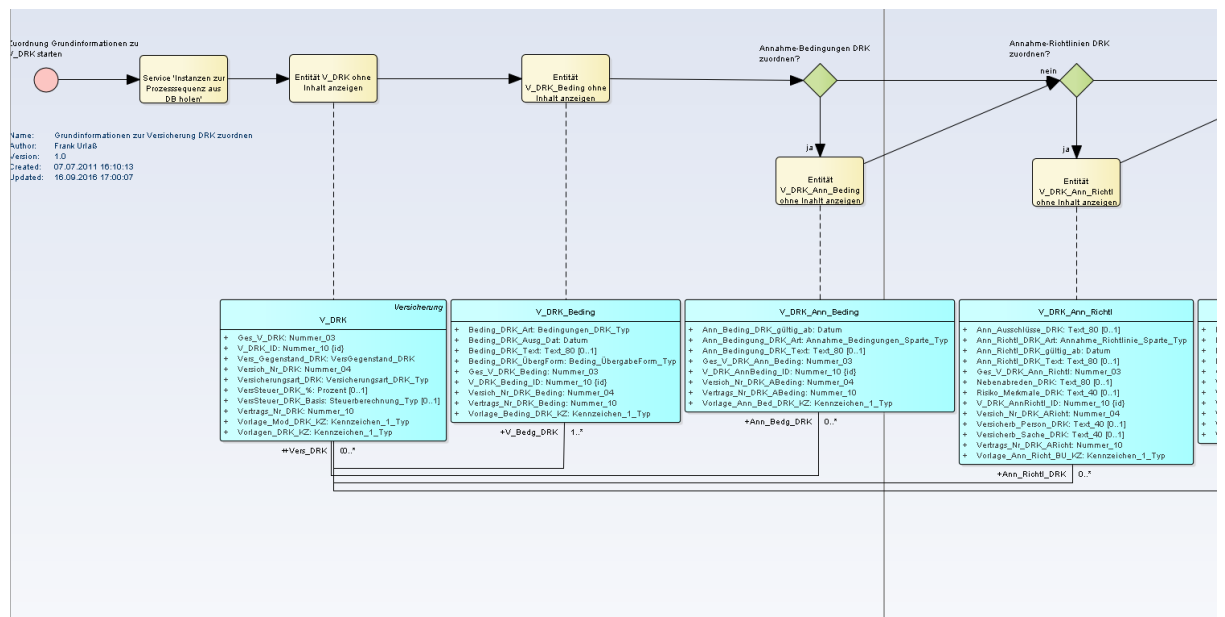 Zuordnung Grundinformationen zu
V_DRK starten
Service 'Instanzen zur
Prozesssequenz aus
DB holen'
Entität V_DRK ohne
Inhalt anzeigen
Entität
V_DRK_Beding ohne
Inhalt anzeigen
Annahme-Bedingungen DRK
zuordnen?
ja
Entität
V_DRK_Ann_Beding
ohne Inahlt anzeigen
Annahme-Richtlinien DRK
zuordnen?
nein
ja
Entität
V_DRK_Ann_Richtl
ohne Inhalt anzeigen
Name: Grundinformationen zur Versicherung DRK zuordnen
Author: Frank Urlaß
Version: 1.0
Created: 07.07.2011 16:10:13
Updated: 16.09.2016 17:00:07
Versicherung
V_DRK
+ Ges_V_DRK: Nummer_03
+ V_DRK_ID: Nummer_10 {id}
+ Vers_Gegenstand_DRK: VersGegenstand_DRK
+ Versich_Nr_DRK: Nummer_04
+ Versicherungsart_DRK: Versicherungsart_DRK_Typ
+ VersSteuer_DRK_%: Prozent [0..1]
+ VersSteuer_DRK_Basis: Steuerberechnung_Typ [0..1]
+ Vertrags_Nr_DRK: Nummer_10
+ Vorlage_Mod_DRK_KZ: Kennzeichen_1_Typ
+ Vorlagen_DRK_KZ: Kennzeichen_1_Typ
V_DRK_Beding
+ Beding_DRK_Art: Bedingungen_DRK_Typ
+ Beding_DRK_Ausg_Dat: Datum
+ Beding_DRK_Text: Text_80 [0..1]
+ Beding_DRK_ÜbergForm: Beding_ÜbergabeForm_Typ
+ Ges_V_DRK_Beding: Nummer_03
+ V_DRK_Beding_ID: Nummer_10 {id}
+ Versich_Nr_DRK_Beding: Nummer_04
+ Vertrags_Nr_DRK_Beding: Nummer_10
+ Vorlage_Beding_DRK_KZ: Kennzeichen_1_Typ
V_DRK_Ann_Beding
+ Ann_Beding_DRK_gültig_ab: Datum
+ Ann_Bedingung_DRK_Art: Annahme_Bedingungen_Sparte_Typ
+ Ann_Bedingung_DRK_Text: Text_80 [0..1]
+ Ges_V_DRK_Ann_Beding: Nummer_03
+ V_DRK_AnnBeding_ID: Nummer_10 {id}
+ Versich_Nr_DRK_ABeding: Nummer_04
+ Vertrags_Nr_DRK_ABeding: Nummer_10
+ Vorlage_Ann_Bed_DRK_KZ: Kennzeichen_1_Typ
V_DRK_Ann_Richtl
+ Ann_Ausschlüsse_DRK: Text_80 [0..1]
+ Ann_Richtl_DRK_Art: Annahme_Richtlinie_Sparte_Typ
+ Ann_Richtl_DRK_gültig_ab: Datum
+ Ann_Richtl_DRK_Text: Text_80 [0..1]
+ Ges_V_DRK_Ann_Richtl: Nummer_03
+ Nebenabreden_DRK: Text_80 [0..1]
+ Risiko_Merkmale_DRK: Text_40 [0..1]
+ V_DRK_AnnRichtl_ID: Nummer_10 {id}
+ Versich_Nr_DRK_ARicht: Nummer_04
+ Versicherb_Person_DRK: Text_40 [0..1]
+ Versicherb_Sache_DRK: Text_40 [0..1]
+ Vertrags_Nr_DRK_ARicht: Nummer_10
+ Vorlage_Ann_Richt_BU_KZ: Kennzeichen_1_Typ
+Vers_DRK 0..*
+V_Bedg_DRK 1..*
+Ann_Bedg_DRK 0..*
+Ann_Richtl_DRK 0..*